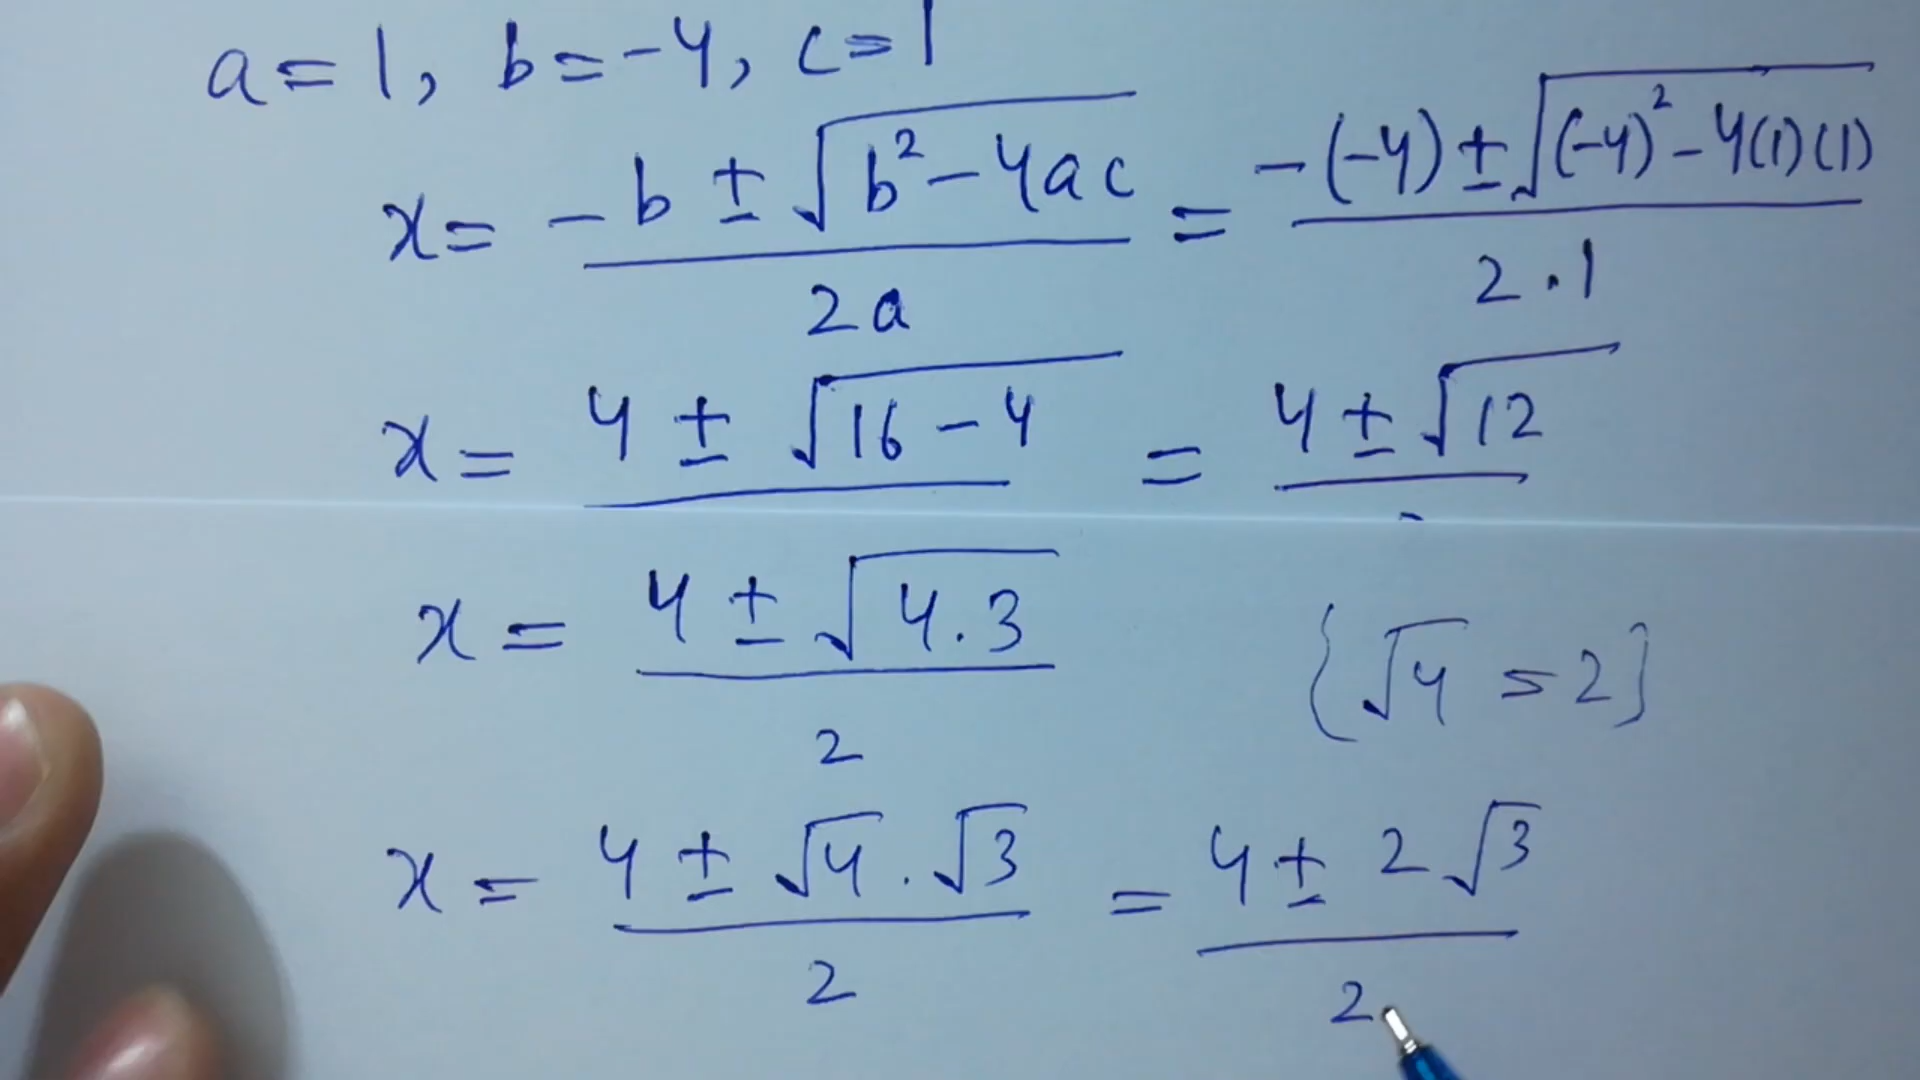 a = 1, b = -4, c = 1
x = -b ± √(b² - 4ac) / 2a = -(-4) ± √((-4)² - 4(1)(1)) / 2·1
x = 4 ± √(16 - 4) = 4 ± √12
x = 4 ± √(4·3) / 2 {√4 = 2}
x = 4 ± √4·√3 / 2 = 4 ± 2√3 / 2